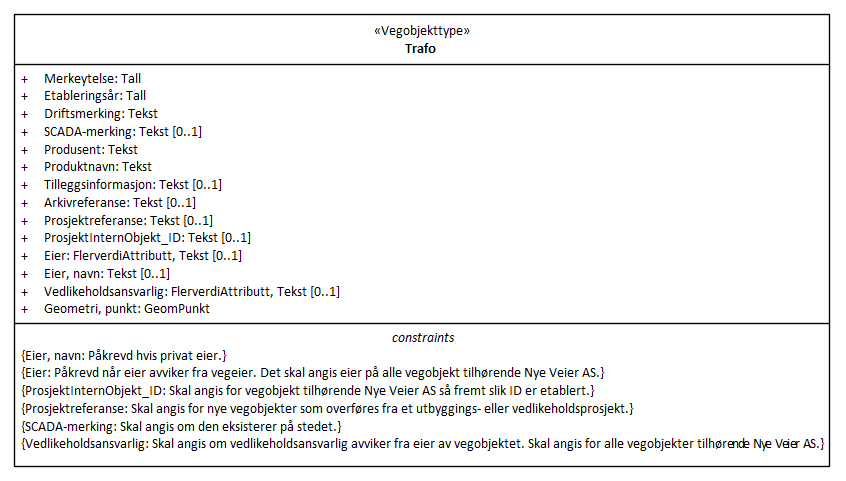 «Vegobjekttype»
Trafo
+ Merkeytelse: Tall
+ Etableringsår: Tall
+ Driftsmerking: Tekst
+ SCADA-merking: Tekst [0..1]
+ Produsent: Tekst
+ Produktnavn: Tekst
+ Tilleggsinformasjon: Tekst [0..1]
+ Arkivreferanse: Tekst [0..1]
+ Prosjektreferanse: Tekst [0..1]
+ ProsjektInternObjekt_ID: Tekst [0..1]
+ Eier: FlerverdiAttributt, Tekst [0..1]
+ Eier, navn: Tekst [0..1]
+ Vedlikeholdsansvarlig: FlerverdiAttributt, Tekst [0..1]
+ Geometri, punkt: GeomPunkt
constraints
{Eier, navn: Påkrevd hvis privat eier.}
{Eier: Påkrevd når eier avviker fra vegeier. Det skal angis eier på alle vegobjekt tilhørende Nye Veier AS.}
{ProsjektInternObjekt_ID: Skal angis for vegobjekt tilhørende Nye Veier AS så fremt slik ID er etablert.}
{Prosjektreferanse: Skal angis for nye vegobjekter som overføres fra et utbyggings- eller vedlikeholdsprosjekt.}
{SCADA-merking: Skal angis om den eksisterer på stedet.}
{Vedlikeholdsansvarlig: Skal angis om vedlikeholdsansvarlig avviker fra eier av vegobjektet. Skal angis for alle vegobjekter tilhørende Nye Veier AS.}